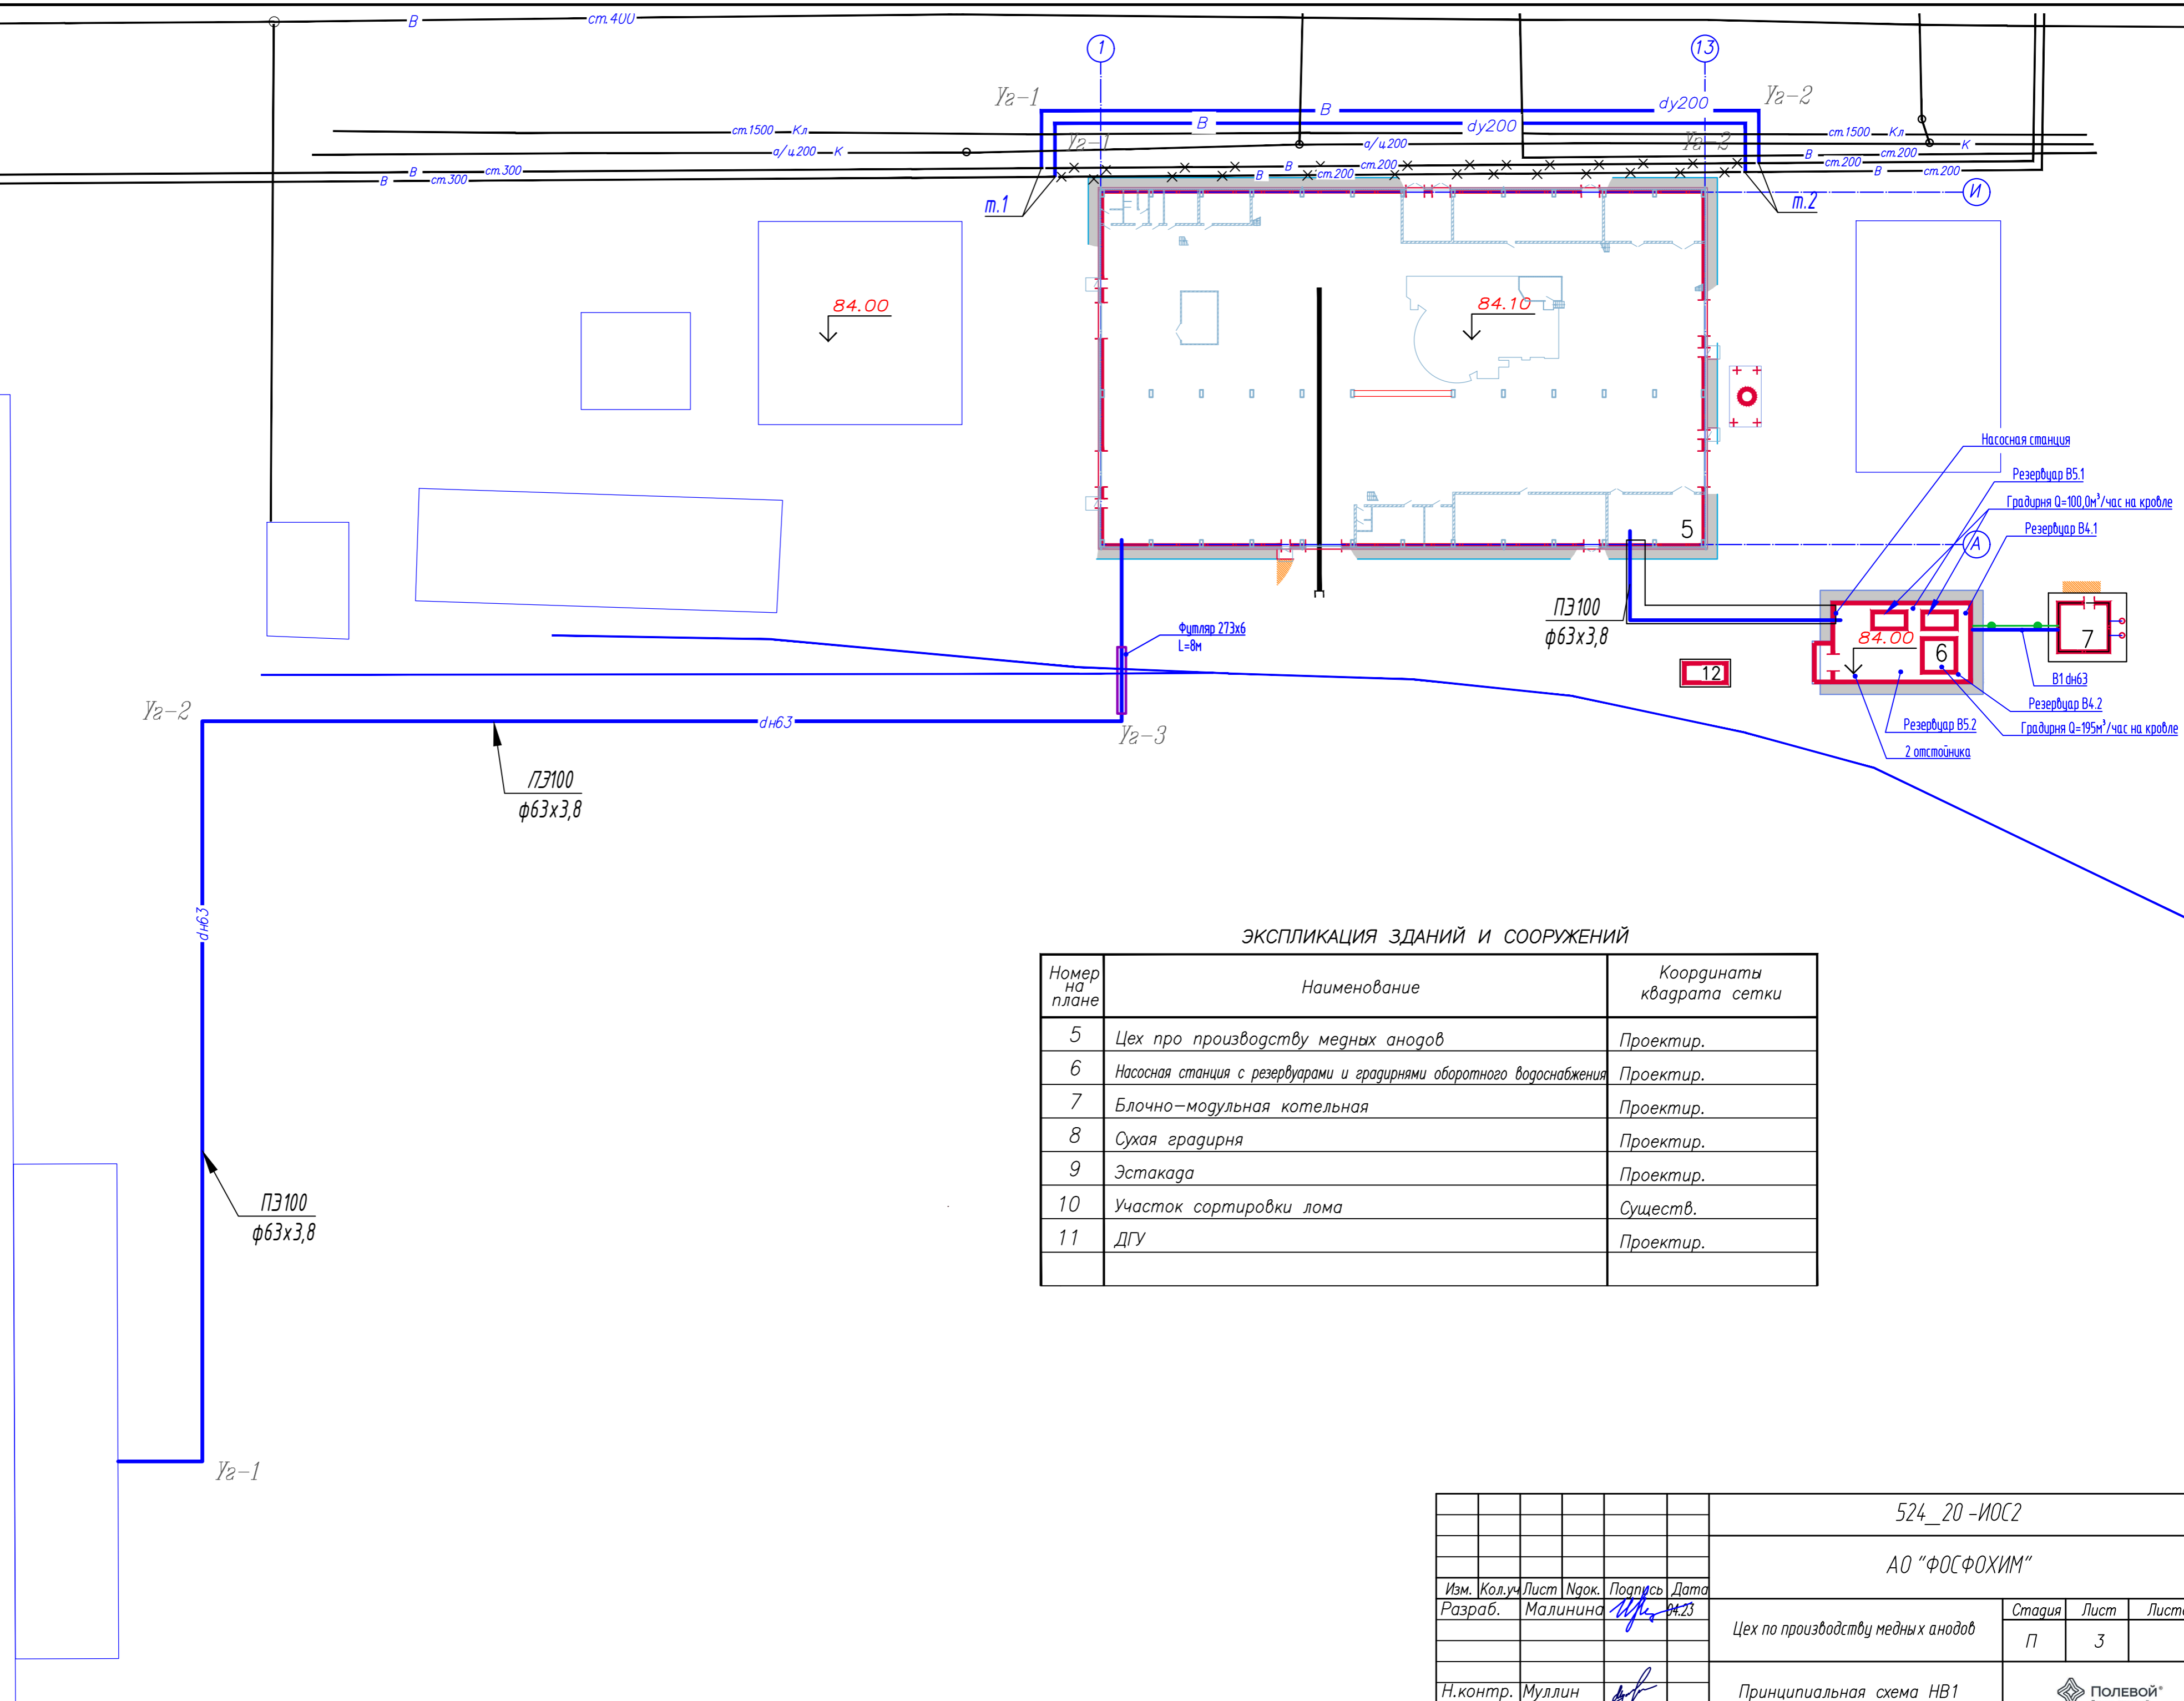 В ст.400
1 13
Уг-1 В dу200 Уг-2
Уг-1 В dу200 Уг-2
ст.1500 Кл ст.1500 Кл
а/ц200 К а/ц200 К
В ст.300 В ст.200 В ст.200
В ст.300 В ст.200 В ст.200
т.1 т.2 И
84.00 84.10
Насосная станция
Резервуар В5.1
Градирня Q=100,0м³/час на кровле
Резервуар В4.1
5 А
ПЭ100
ф63х3,8
Футляр 273х6
L=8м
84.00 6 7
12
В1 dн63
Резервуар В4.2
Резервуар В5.2
Градирня Q=195м³/час на кровле
2 отстойника
Уг-2 dн63 Уг-3
ПЭ100
ф63х3,8
dн63
ПЭ100
ф63х3,8
Уг-1
ЭКСПЛИКАЦИЯ ЗДАНИЙ И СООРУЖЕНИЙ
Номер на плане Наименование Координаты квадрата сетки
5 Цех про производству медных анодов Проектир.
6 Насосная станция с резервуарами и градирнями оборотного водоснабжения Проектир.
7 Блочно-модульная котельная Проектир.
8 Сухая градирня Проектир.
9 Эстакада Проектир.
10 Участок сортировки лома Существ.
11 ДГУ Проектир.
524_20 -ИОС2
АО "ФОСФОХИМ"
Изм. Кол.уч Лист Nдок. Подпись Дата
Разраб. Малинина 04.23
Цех по производству медных анодов
Стадия Лист
П 3
Н.контр. Муллин
Принципиальная схема НВ1
ПОЛЕВОЙ®